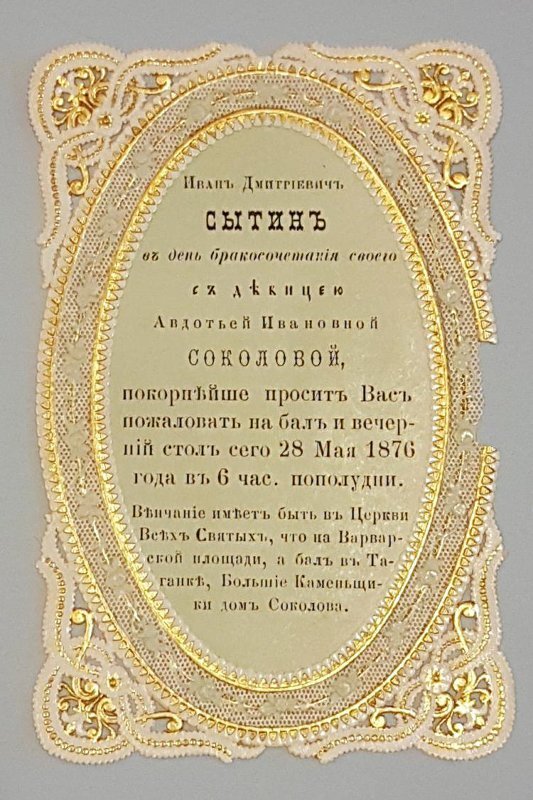 Иванъ Дмитріевичъ
СЫТИНЪ
въ день бракосочетанія своего
съ дѣвицею
Авдотьей Ивановной
СОКОЛОВОЙ,
покорнѣйше проситъ Васъ
пожаловать на балъ и вечер-
ній столъ сего 28 Мая 1876
года въ 6 час. пополудни.
Вѣнчаніе имѣетъ быть въ Церкви
Всѣхъ Святыхъ, что на Варвар-
ской площади, а балъ въ Та-
ганкѣ, Большіе Каменьщи-
ки домъ Соколова.